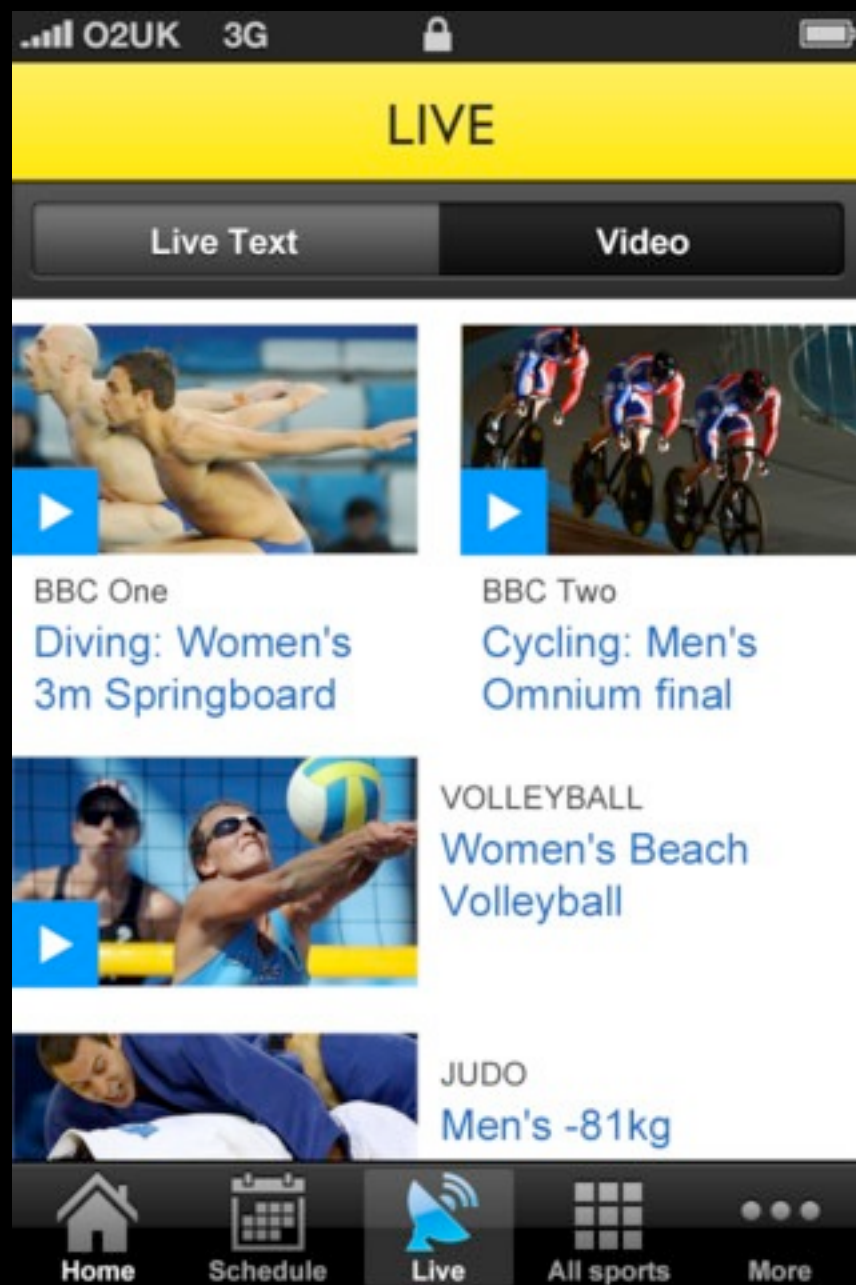 O2UK 3G
LIVE
Live Text Video
BBC One
Diving: Women's
3m Springboard
BBC Two
Cycling: Men's
Omnium final
VOLLEYBALL
Women's Beach
Volleyball
JUDO
Men's -81kg
Home Schedule Live All sports More